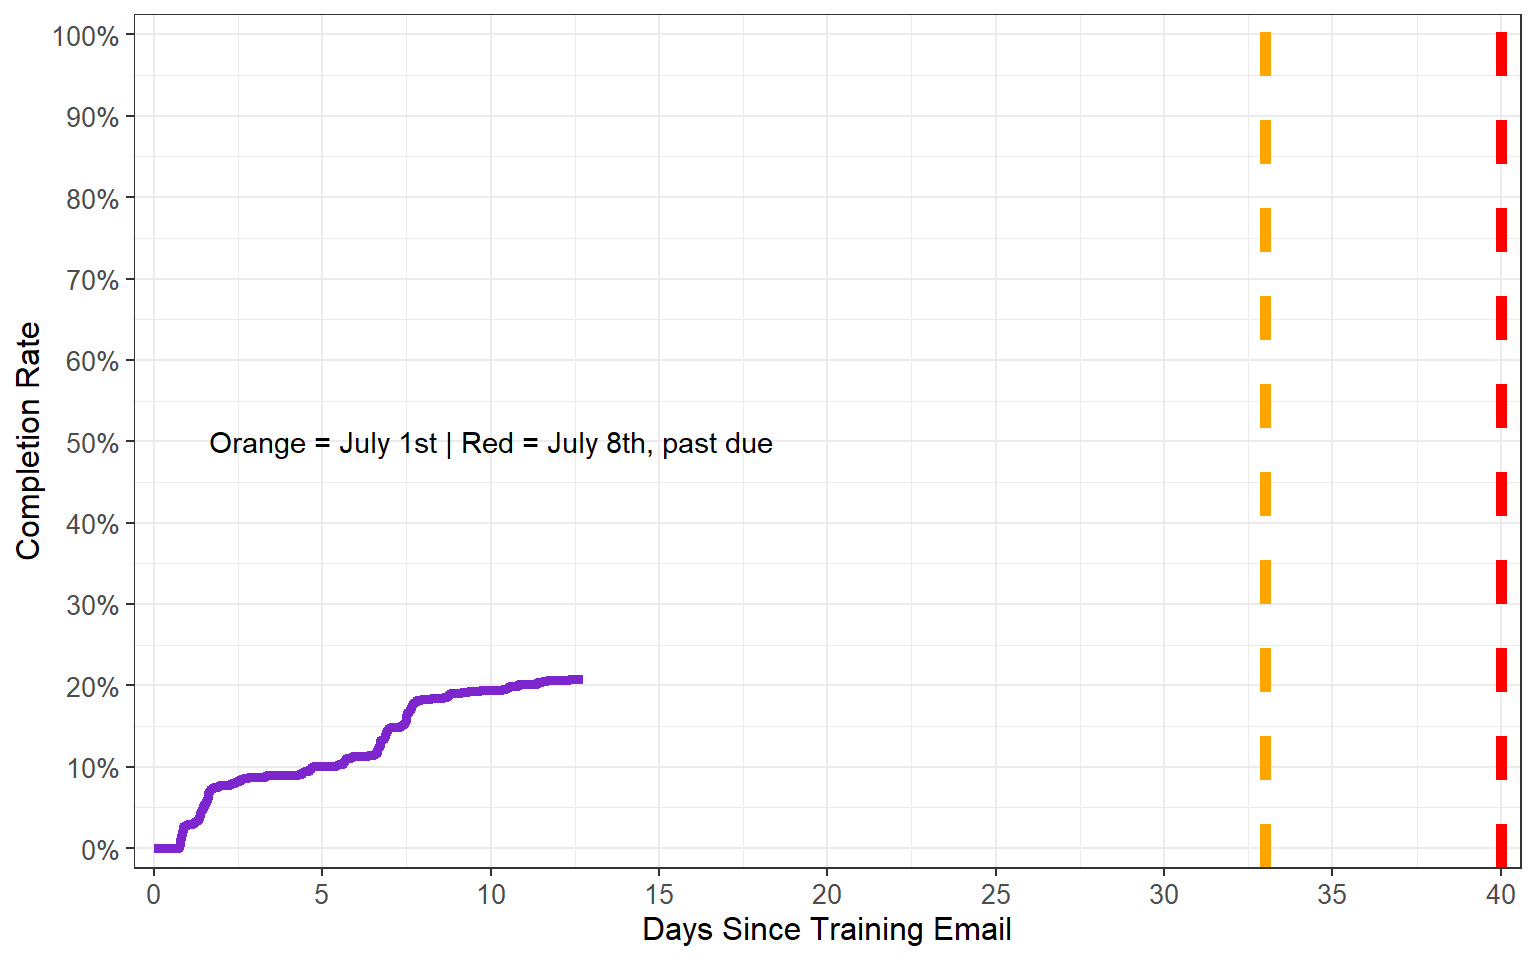 100%
90%
80%
70%
60%
50%
40%
30%
20%
10%
0%
Completion Rate
Orange = July 1st | Red = July 8th, past due
0 5 10 15 20 25 30 35 40
Days Since Training Email